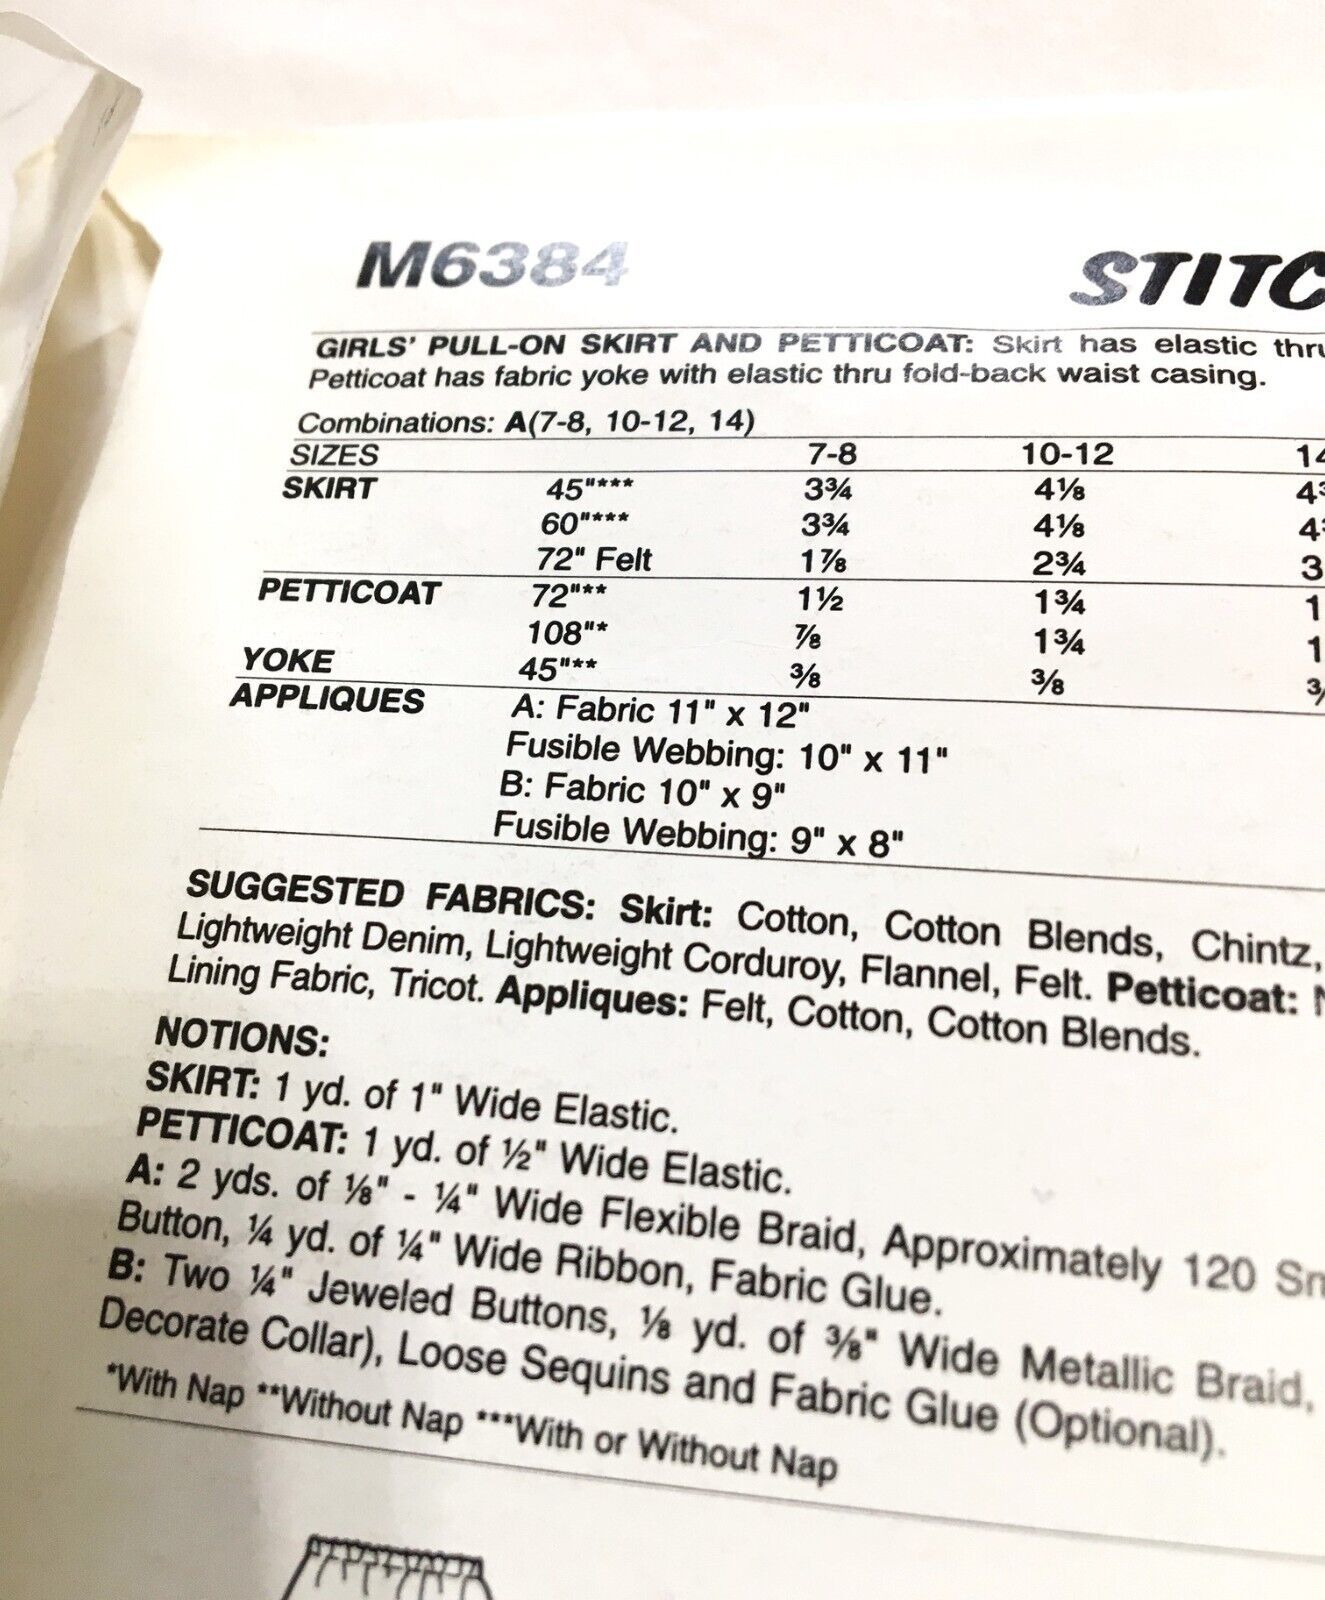 M6384 STITC
GIRLS' PULL-ON SKIRT AND PETTICOAT: Skirt has elastic thru
Petticoat has fabric yoke with elastic thru fold-back waist casing.
Combinations: A(7-8, 10-12, 14)
SIZES 7-8 10-12 14
SKIRT 45"*** 3¾ 4⅛ 4
60"*** 3¾ 4⅛ 4
72" Felt 1⅞ 2¾ 3
PETTICOAT 72"** 1½ 1¾ 1
108"* ⅞ 1¾ 1
YOKE 45"** ⅜ ⅜
APPLIQUES A: Fabric 11" x 12"
Fusible Webbing: 10" x 11"
B: Fabric 10" x 9"
Fusible Webbing: 9" x 8"
SUGGESTED FABRICS: Skirt: Cotton, Cotton Blends, Chintz,
Lightweight Denim, Lightweight Corduroy, Flannel, Felt. Petticoat:
Lining Fabric, Tricot. Appliques: Felt, Cotton, Cotton Blends.
NOTIONS:
SKIRT: 1 yd. of 1" Wide Elastic.
PETTICOAT: 1 yd. of ½" Wide Elastic.
A: 2 yds. of ⅛" - ¼" Wide Flexible Braid, Approximately 120
Button, ¼ yd. of ¼" Wide Ribbon, Fabric Glue.
B: Two ¼" Jeweled Buttons, ⅛ yd. of ⅜" Wide Metallic Braid,
Decorate Collar), Loose Sequins and Fabric Glue (Optional).
*With Nap **Without Nap ***With or Without Nap